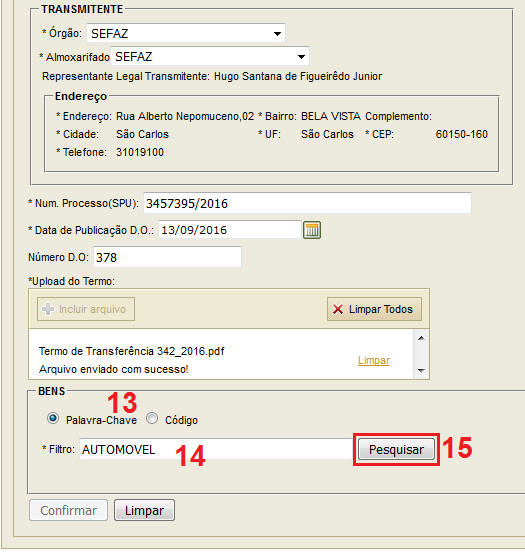 TRANSMITENTE
* Órgão: SEFAZ
* Almoxarifado SEFAZ
Representante Legal Transmitente: Hugo Santana de Figueirêdo Junior
Endereço
* Endereço: Rua Alberto Nepomuceno,02 * Bairro: BELA VISTA Complemento:
* Cidade: São Carlos * UF: São Carlos * CEP: 60150-160
* Telefone: 31019100
* Num. Processo(SPU): 3457395/2016
* Data de Publicação D.O.: 13/09/2016
Número D.O: 378
*Upload do Termo:
Incluir arquivo Limpar Todos
Termo de Transferência 342_2016.pdf
Arquivo enviado com sucesso! Limpar
BENS
13
Palavra-Chave Código
* Filtro: AUTOMOVEL 14 Pesquisar 15
Confirmar Limpar